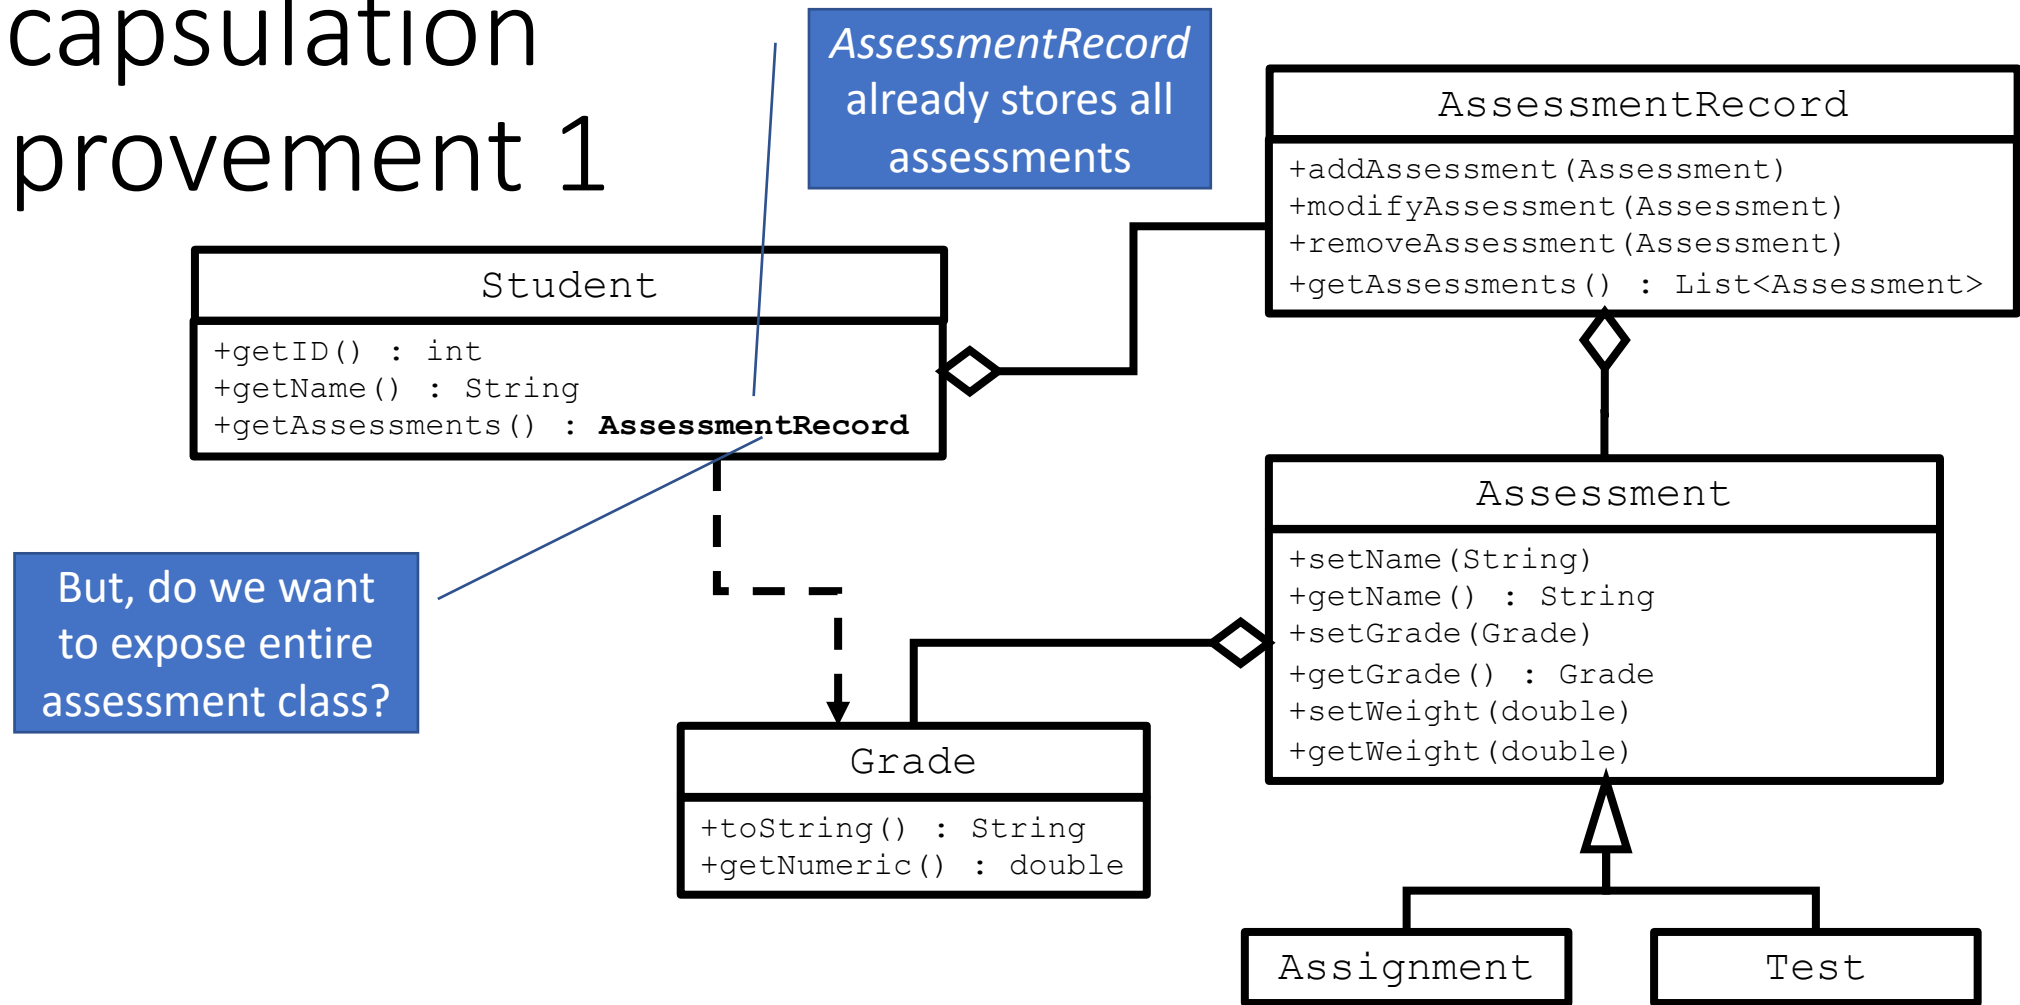 capsulation
provement 1
AssessmentRecord
already stores all
assessments
AssessmentRecord
+addAssessment(Assessment)
+modifyAssessment(Assessment)
+removeAssessment(Assessment)
+getAssessments() : List<Assessment>
Student
+getID() : int
+getName() : String
+getAssessments() : AssessmentRecord
But, do we want
to expose entire
assessment class?
Assessment
+setName(String)
+getName() : String
+setGrade(Grade)
+getGrade() : Grade
+setWeight(double)
+getWeight(double)
Grade
+toString() : String
+getNumeric() : double
Assignment
Test